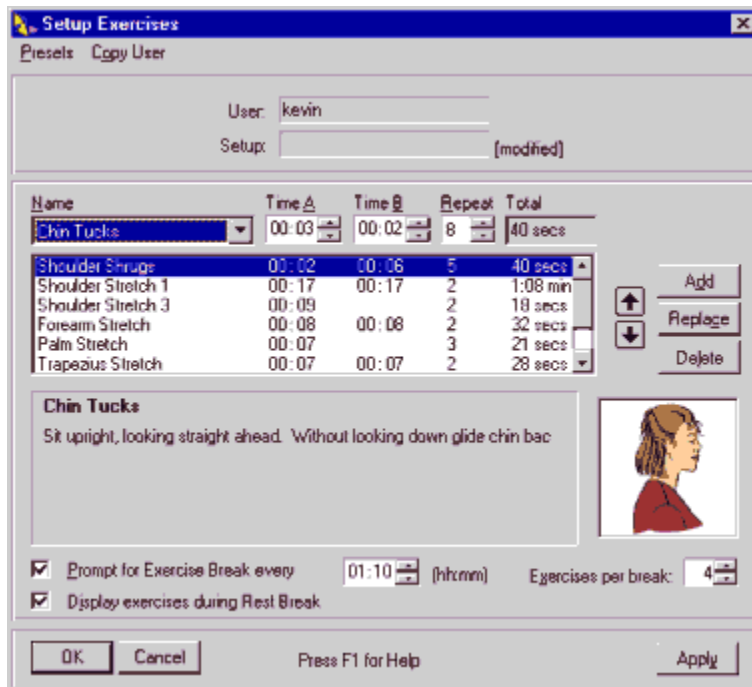 Setup Exercises
Presets Copy User
User: kevin
Setup: [modified]
Name Time A Time B Repeat Total
Chin Tucks 00:03 00:02 8 40 secs
Shoulder Shrugs 00:02 00:06 5 40 secs
Shoulder Stretch 1 00:17 00:17 2 1:08 min
Shoulder Stretch 3 00:09 2 18 secs
Forearm Stretch 00:08 00:08 2 32 secs
Palm Stretch 00:07 3 21 secs
Trapezius Stretch 00:07 00:07 2 28 secs
Add
Replace
Delete
Chin Tucks
Sit upright, looking straight ahead. Without looking down glide chin bac
Prompt for Exercise Break every 01:10 (hh:mm) Exercises per break: 4
Display exercises during Rest Break
OK Cancel Press F1 for Help Apply